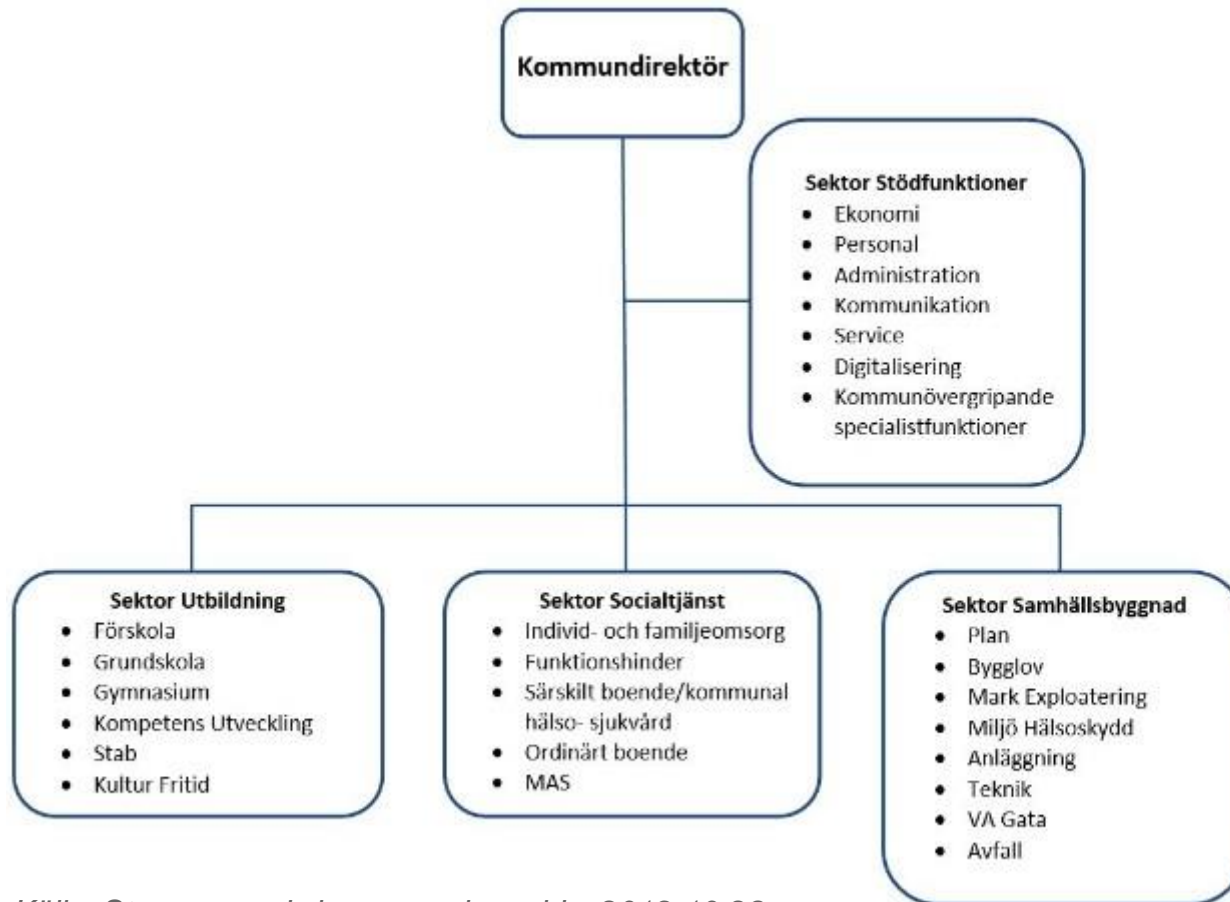 Kommundirektör
Sektor Stödfunktioner
• Ekonomi
• Personal
• Administration
• Kommunikation
• Service
• Digitalisering
• Kommunövergripande
specialistfunktioner
Sektor Utbildning
• Förskola
• Grundskola
• Gymnasium
• Kompetens Utveckling
• Stab
• Kultur Fritid
Sektor Socialtjänst
• Individ- och familjeomsorg
• Funktionshinder
• Särskilt boende/kommunal
hälso- sjukvård
• Ordinärt boende
• MAS
Sektor Samhällsbyggnad
• Plan
• Bygglov
• Mark Exploatering
• Miljö Hälsoskydd
• Anläggning
• Teknik
• VA Gata
• Avfall